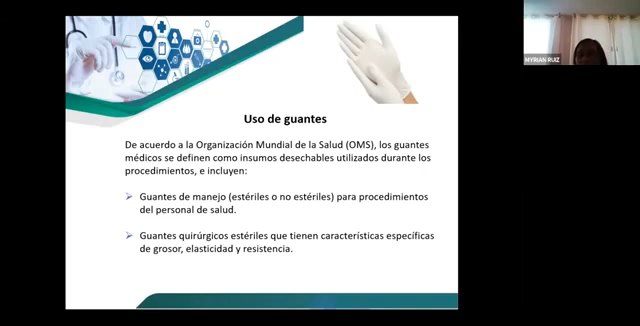 Uso de guantes
De acuerdo a la Organización Mundial de la Salud (OMS), los guantes
médicos se definen como insumos desechables utilizados durante los
procedimientos, e incluyen:
Guantes de manejo (estériles o no estériles) para procedimientos
del personal de salud.
Guantes quirúrgicos estériles que tienen características específicas
de grosor, elasticidad y resistencia.
MYRIAN RUIZ